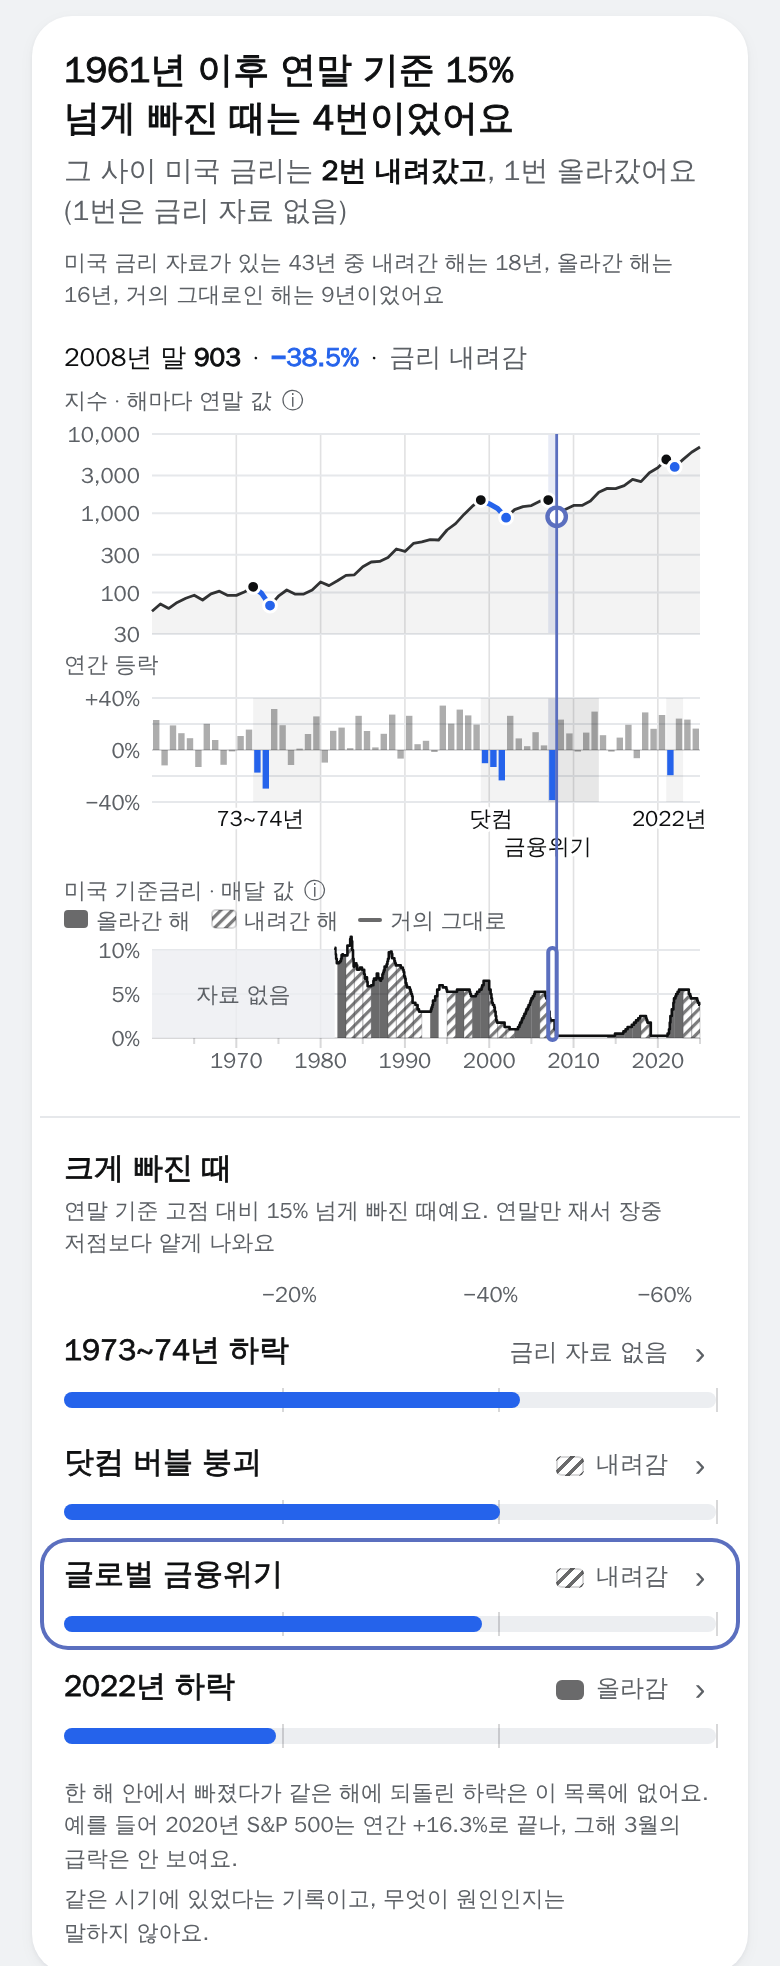 1961년 이후 연말 기준 15%
넘게 빠진 때는 4번이었어요
그 사이 미국 금리는 2번 내려갔고, 1번 올라갔어요
(1번은 금리 자료 없음)
미국 금리 자료가 있는 43년 중 내려간 해는 18년, 올라간 해는
16년, 거의 그대로인 해는 9년이었어요
2008년 말 903 · −38.5% · 금리 내려감
지수 · 해마다 연말 값 ⓘ
10,000
3,000
1,000
300
100
30
연간 등락
+40%
0%
−40%
73~74년 닷컴 2022년
금융위기
미국 기준금리 · 매달 값 ⓘ
올라간 해 내려간 해 거의 그대로
10%
5%
자료 없음
0%
1970 1980 1990 2000 2010 2020
크게 빠진 때
연말 기준 고점 대비 15% 넘게 빠진 때예요. 연말만 재서 장중
저점보다 얕게 나와요
−20% −40% −60%
1973~74년 하락 금리 자료 없음 ›
닷컴 버블 붕괴 내려감 ›
글로벌 금융위기 내려감 ›
2022년 하락 올라감 ›
한 해 안에서 빠졌다가 같은 해에 되돌린 하락은 이 목록에 없어요.
예를 들어 2020년 S&P 500는 연간 +16.3%로 끝나, 그해 3월의
급락은 안 보여요.
같은 시기에 있었다는 기록이고, 무엇이 원인인지는
말하지 않아요.